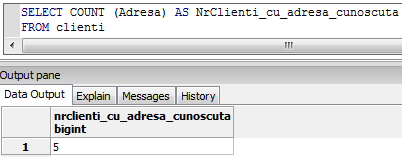 SELECT COUNT (Adresa) AS NrClienti_cu_adresa_cunoscuta
FROM clienti
Output pane
Data Output Explain Messages History
nrclienti_cu_adresa_cunoscuta
bigint
1 5